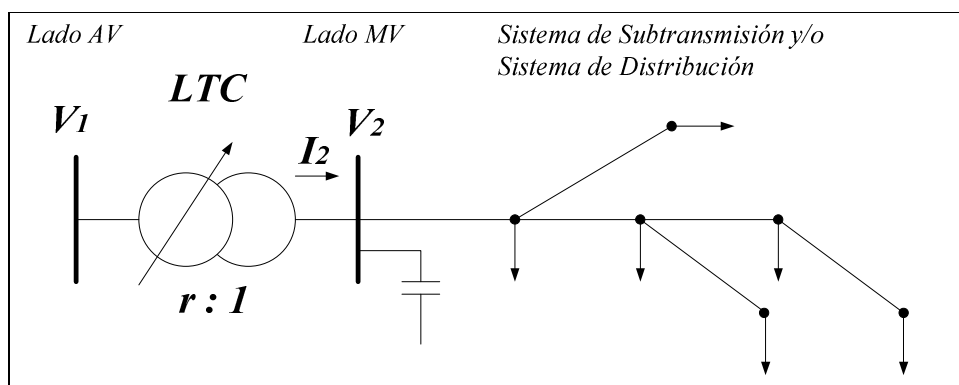 Lado AV
Lado MV
Sistema de Subtransmisión y/o
Sistema de Distribución
LTC
V1
I2
V2
r : 1